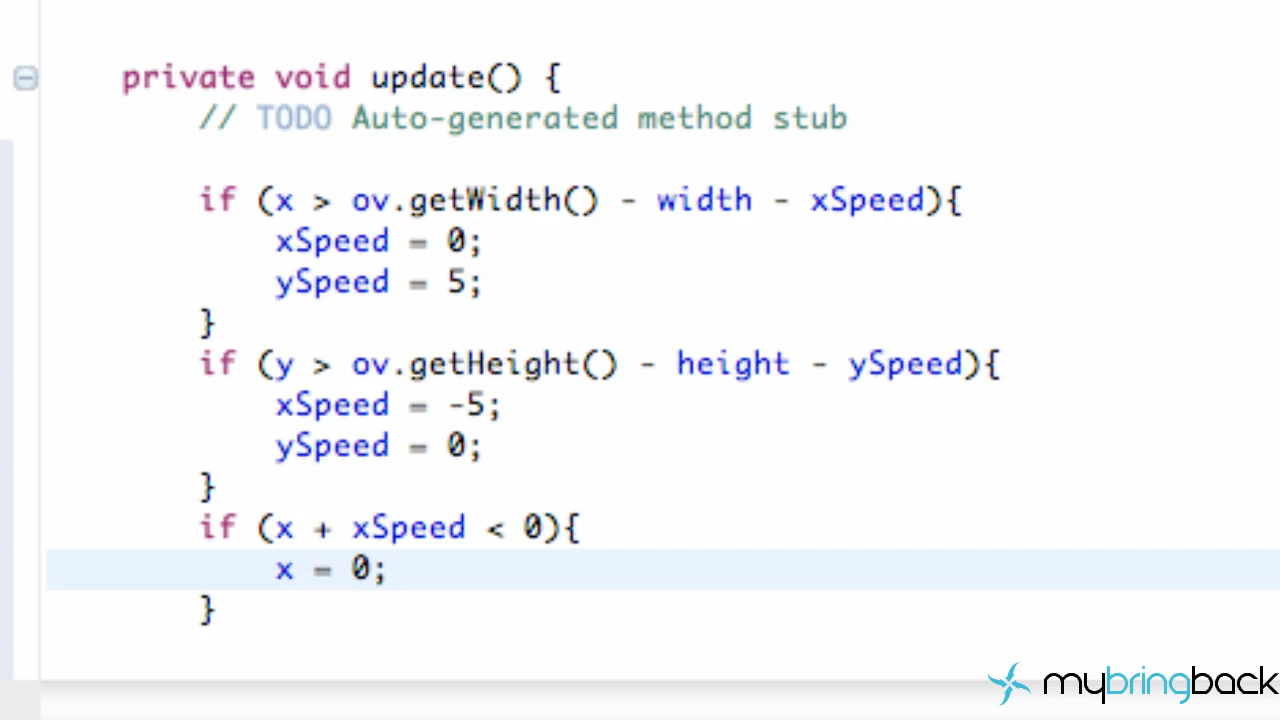 private void update() {
// TODO Auto-generated method stub
if (x > ov.getWidth() - width - xSpeed){
xSpeed = 0;
ySpeed = 5;
}
if (y > ov.getHeight() - height - ySpeed){
xSpeed = -5;
ySpeed = 0;
}
if (x + xSpeed < 0){
x = 0;
}
mybringback